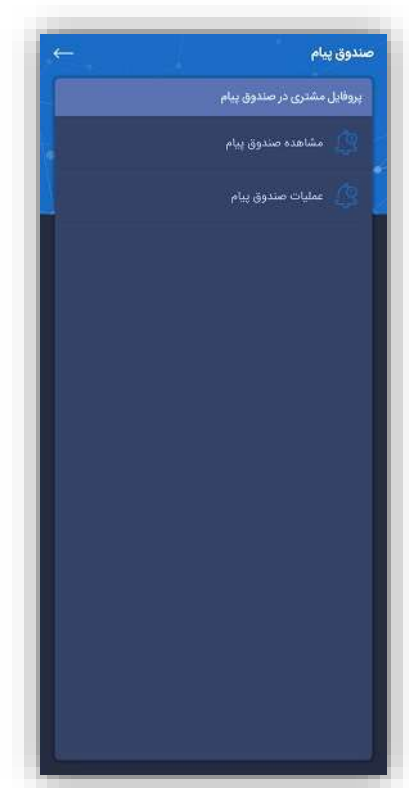 صندوق پیام
پروفایل مشتری در صندوق پیام
مشاهده صندوق پیام
عملیات صندوق پیام